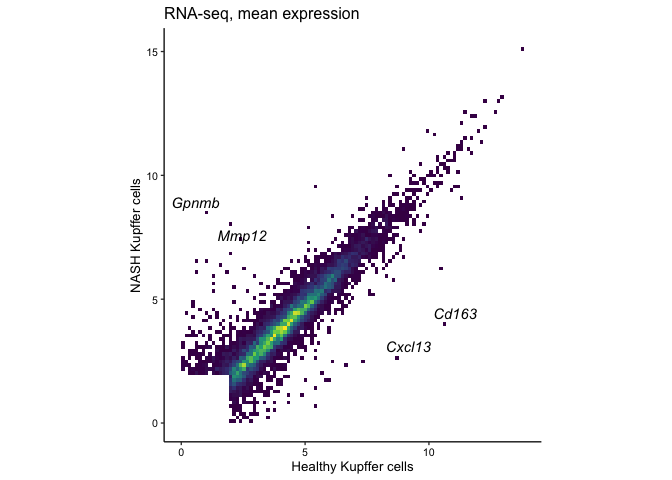 RNA-seq, mean expression
15
10
5
0
NASH Kupffer cells
Gpnmb
Mmp12
Cd163
Cxcl13
0
5
10
Healthy Kupffer cells